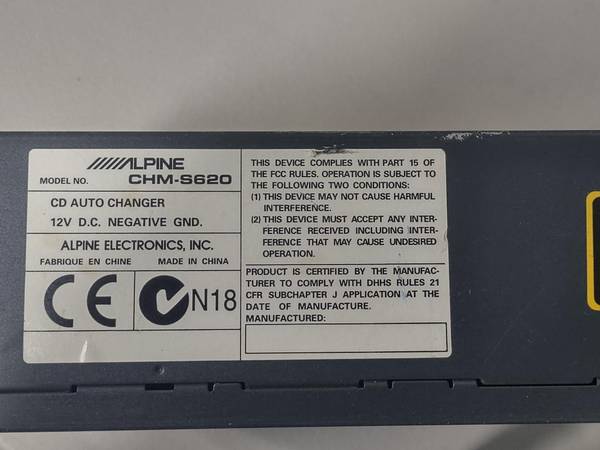 ALPINE
MODEL NO. CHM-S620
CD AUTO CHANGER
12V D.C. NEGATIVE GND.
ALPINE ELECTRONICS, INC.
FABRIQUE EN CHINE MADE IN CHINA
CE N18
THIS DEVICE COMPLIES WITH PART 15 OF
THE FCC RULES. OPERATION IS SUBJECT TO
THE FOLLOWING TWO CONDITIONS:
(1) THIS DEVICE MAY NOT CAUSE HARMFUL
INTERFERENCE.
(2) THIS DEVICE MUST ACCEPT ANY INTER-
FERENCE RECEIVED INCLUDING INTER-
FERENCE THAT MAY CAUSE UNDESIRED
OPERATION.
PRODUCT IS CERTIFIED BY THE MANUFAC-
TURER TO COMPLY WITH DHHS RULES 21
CFR SUBCHAPTER J APPLICATION AT THE
DATE OF MANUFACTURE.
MANUFACTURED: